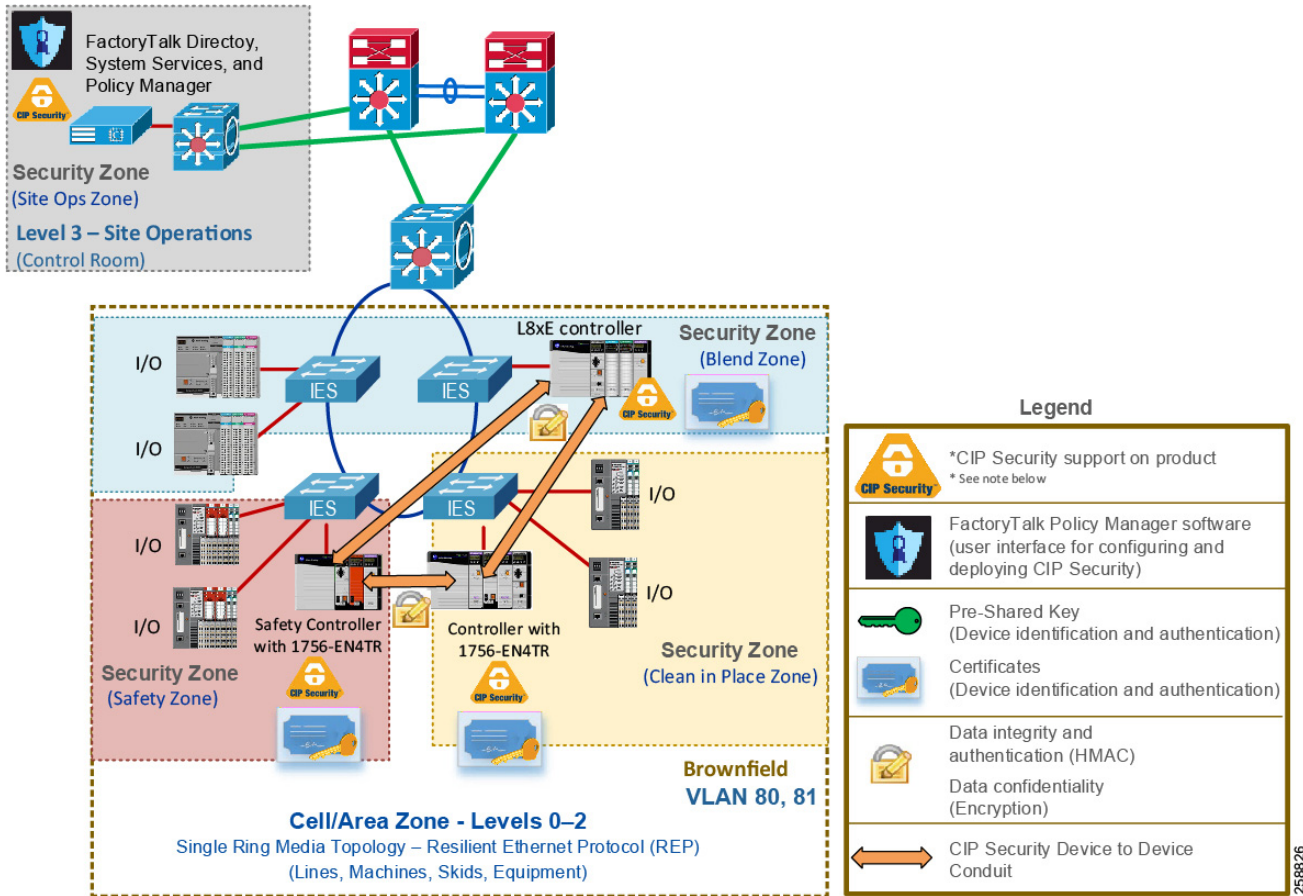 FactoryTalk Directoy,
System Services, and
Policy Manager
CIP Security
Security Zone
(Site Ops Zone)
Level 3 – Site Operations
(Control Room)
L8xE controller
Security Zone
(Blend Zone)
I/O
IES
IES
CIP Security
I/O
IES
IES
I/O
I/O
I/O
I/O
Safety Controller
with 1756-EN4TR
Controller with
1756-EN4TR
Security Zone
(Clean in Place Zone)
Security Zone
(Safety Zone)
CIP Security
CIP Security
Brownfield
VLAN 80, 81
Cell/Area Zone - Levels 0–2
Single Ring Media Topology – Resilient Ethernet Protocol (REP)
(Lines, Machines, Skids, Equipment)
Legend
CIP Security™
*CIP Security support on product
* See note below
FactoryTalk Policy Manager software
(user interface for configuring and
deploying CIP Security)
Pre-Shared Key
(Device identification and authentication)
Certificates
(Device identification and authentication)
Data integrity and
authentication (HMAC)
Data confidentiality
(Encryption)
CIP Security Device to Device
Conduit
258826